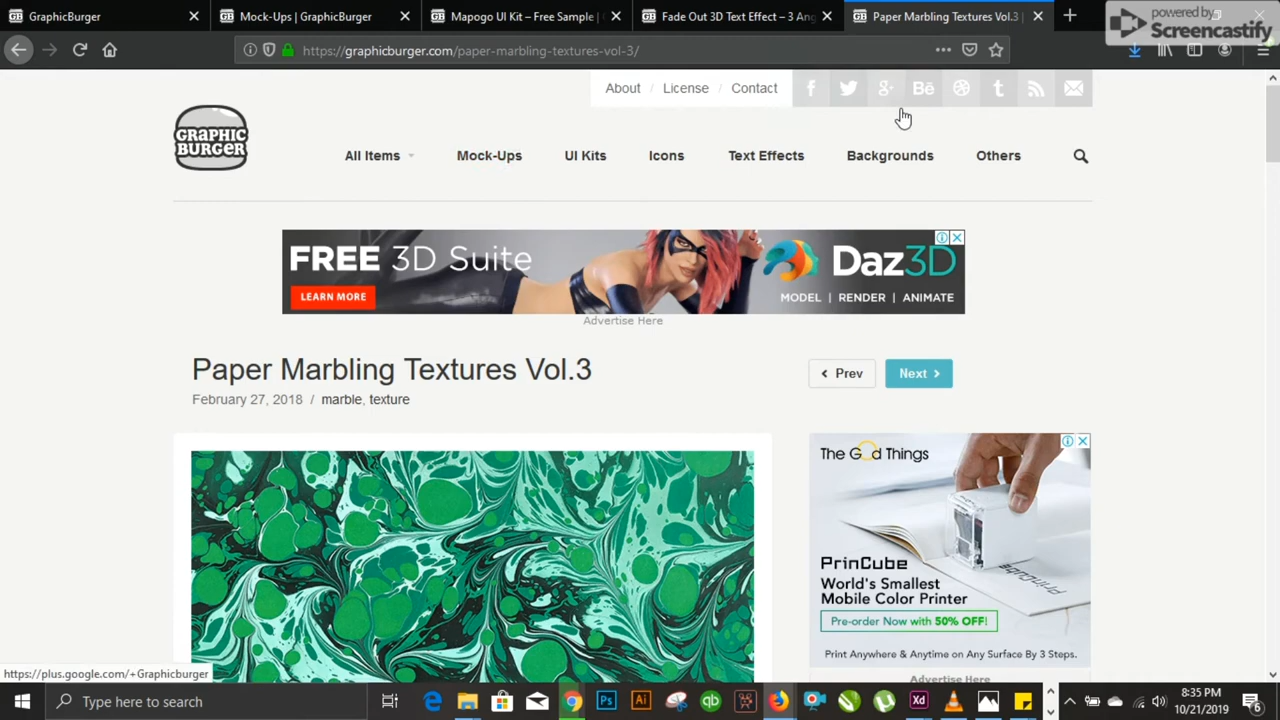 GraphicBurger
Mock-Ups | GraphicBurger
Mapogo UI Kit – Free Sample |
Fade Out 3D Text Effect – 3 Ang
Paper Marbling Textures Vol.3 |
powered by
Screencastify
https://graphicburger.com/paper-marbling-textures-vol-3/
About / License / Contact
GRAPHIC
BURGER
All Items
Mock-Ups
UI Kits
Icons
Text Effects
Backgrounds
Others
FREE 3D Suite
LEARN MORE
Daz3D
MODEL | RENDER | ANIMATE
Advertise Here
Paper Marbling Textures Vol.3
February 27, 2018 / marble, texture
Prev
Next
The God Things
PrinCube
World's Smallest
Mobile Color Printer
Pre-order Now with 50% OFF!
Print Anywhere & Anytime on Any Surface By 3 Steps.
Advertise Here
https://plus.google.com/+Graphicburger
Type here to search
8:35 PM
10/21/2019
6